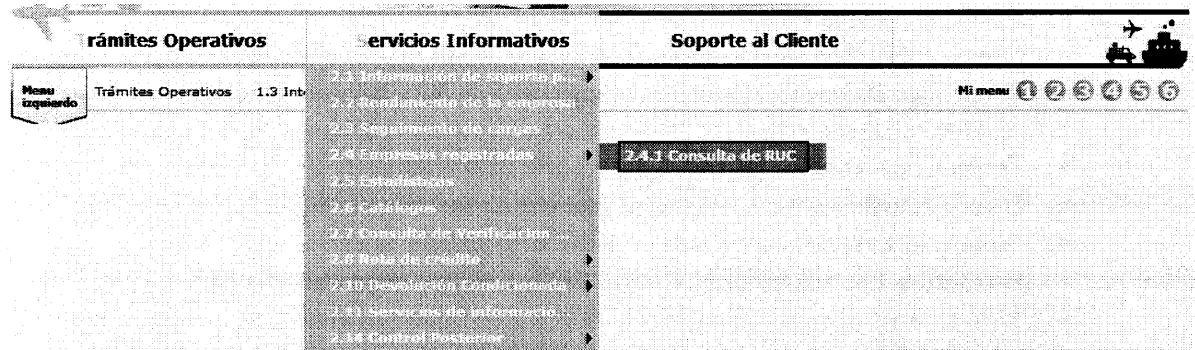 Trámites Operativos Servicios Informativos Soporte al Cliente
Menu izquierdo
Trámites Operativos 1.3 Int
Mi menu 1 2 3 4 5 6
2.1 Información de
2.2 Rendimiento de la empresa
2.3 Seguimiento de cargas
2.4 Empresas registradas
2.4.1 Consulta de RUC
2.5 Estadísticas
2.6 Catálogos
2.7 Consulta de Verificación ...
2.8 Nota de crédito
2.10 Devolución Condicionada
2.11 Servicios de informació...
2.14 Control Posterior